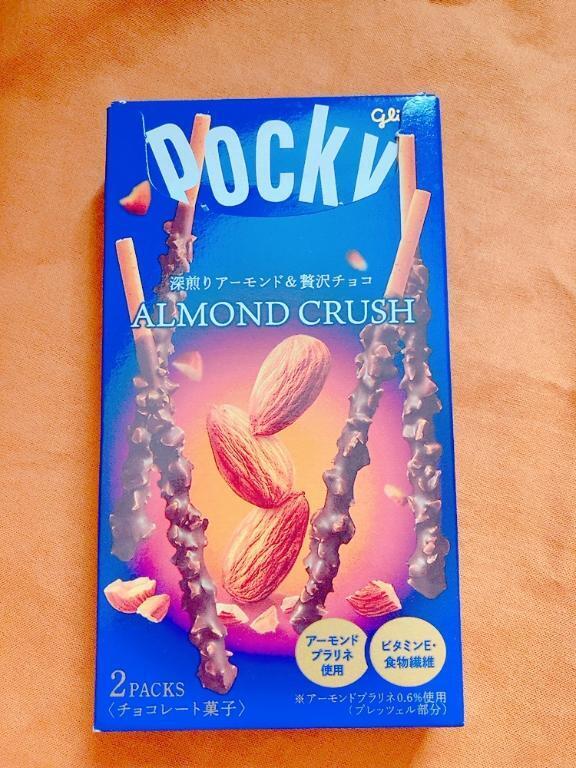 Gli
POCKY
深煎りアーモンド&贅沢チョコ
ALMOND CRUSH
アーモンド
プラリネ
使用
ビタミンE・
食物繊維
2 PACKS
〈チョコレート菓子〉
※アーモンドプラリネ0.6%使用
(プレッツェル部分)